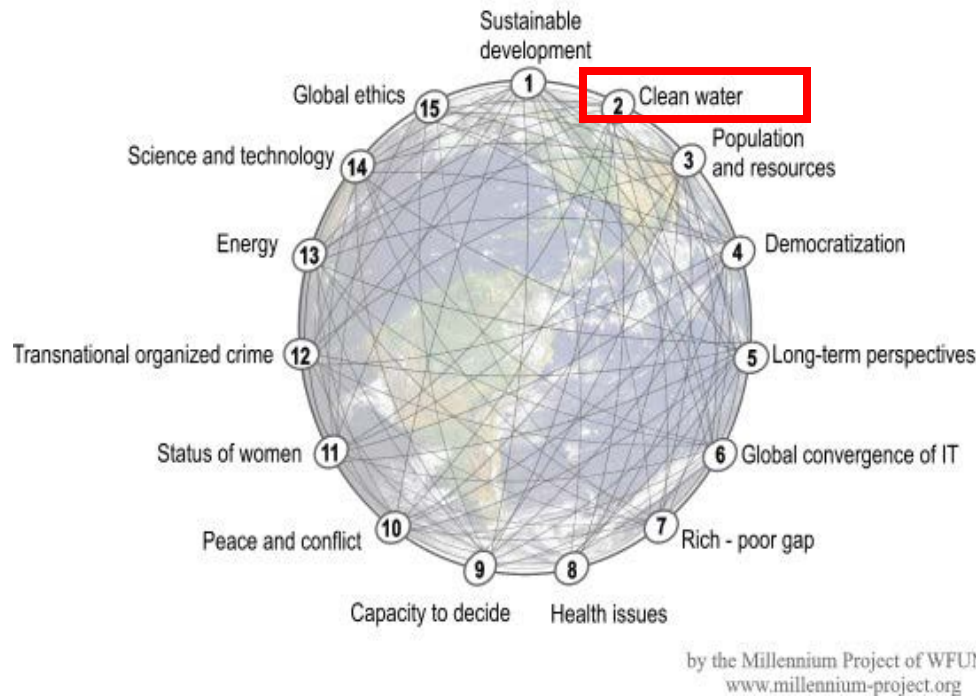 Sustainable
development
1
2 Clean water
3 Population
and resources
4 Democratization
5 Long-term perspectives
6 Global convergence of IT
7 Rich - poor gap
8
Health issues
9
Capacity to decide
10
Peace and conflict
11
Status of women
12
Transnational organized crime
13
Energy
14
Science and technology
15
Global ethics
by the Millennium Project of
www.millennium-project.org